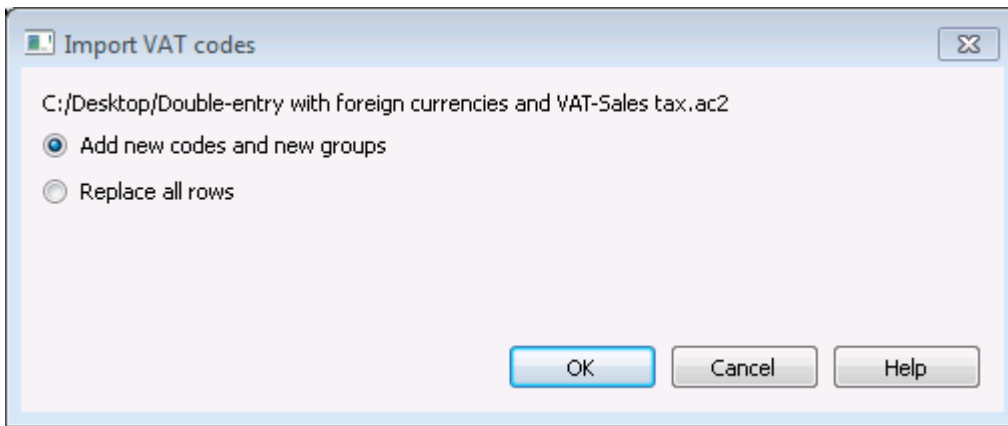 Import VAT codes
C:/Desktop/Double-entry with foreign currencies and VAT-Sales tax.ac2
Add new codes and new groups
Replace all rows
OK Cancel Help